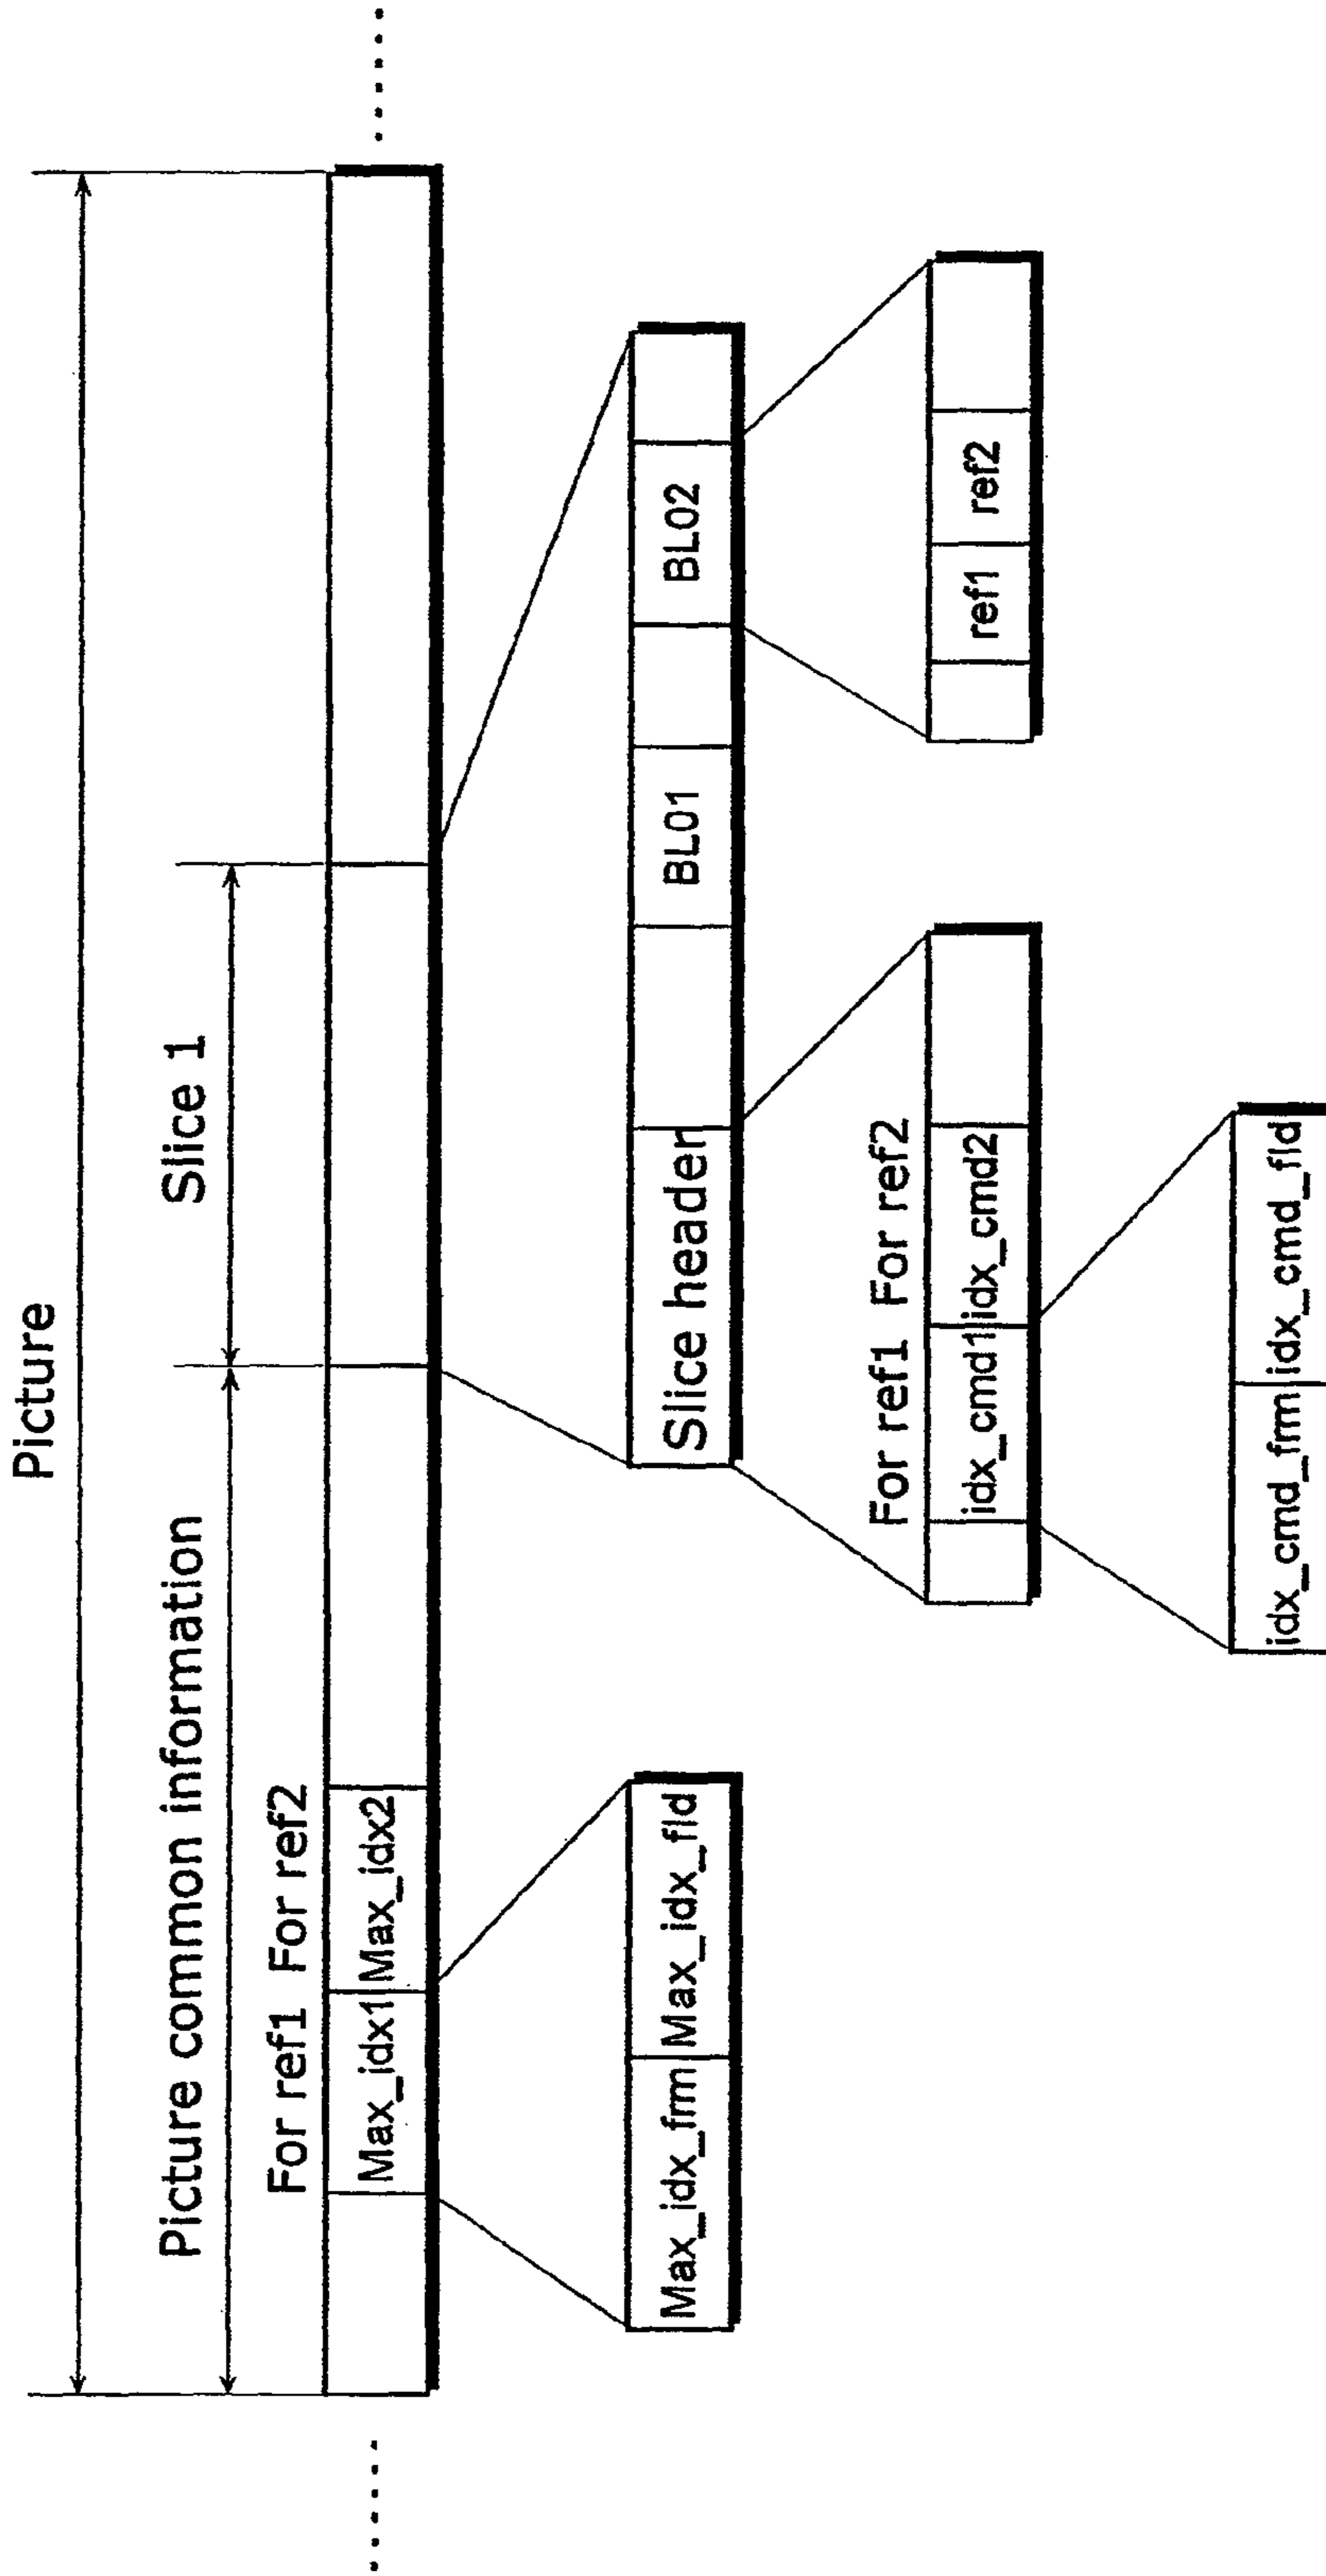 Picture
Picture common information
Slice 1
For ref1 For ref2
Max_idx1 Max_idx2
Max_idx_frm Max_idx_fld
Slice header BL01 BL02
For ref1 For ref2
idx_cmd1 idx_cmd2
ref1 ref2
idx_cmd_frm idx_cmd_fld